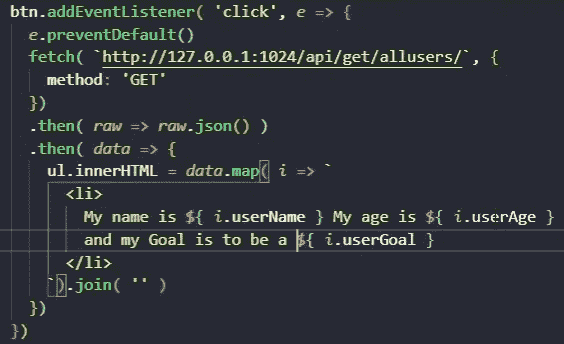 btn.addEventListener( 'click', e => {
  e.preventDefault()
  fetch( `http://127.0.0.1:1024/api/get/allusers/`, {
    method: 'GET'
  })
  .then( raw => raw.json() )
  .then( data => {
    ul.innerHTML = data.map( i => `
      <li>
        My name is ${ i.userName } My age is ${ i.userAge }
        and my Goal is to be a ${ i.userGoal }
      </li>
    `).join( '' )
  })
})